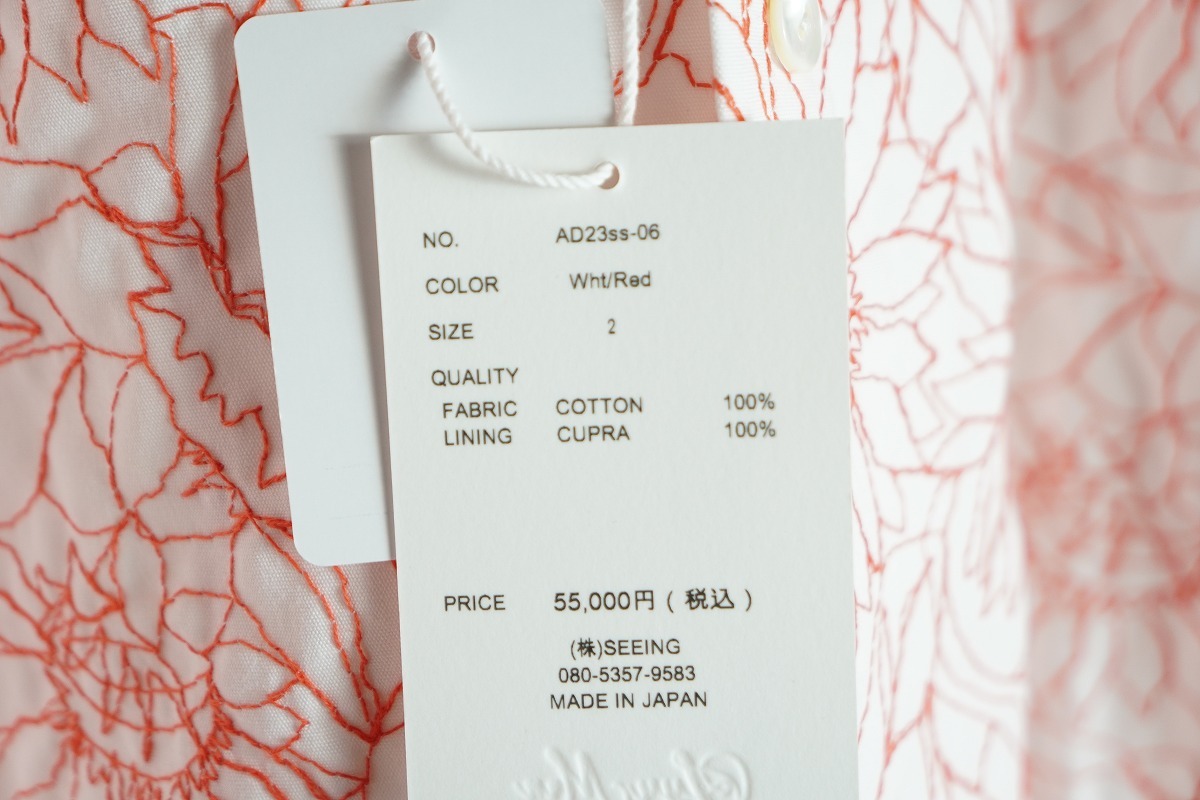 NO. AD23ss-06
COLOR Wht/Red
SIZE 2
QUALITY
FABRIC COTTON 100%
LINING CUPRA 100%
PRICE 55,000円 ( 税込 )
(株)SEEING
080-5357-9583
MADE IN JAPAN